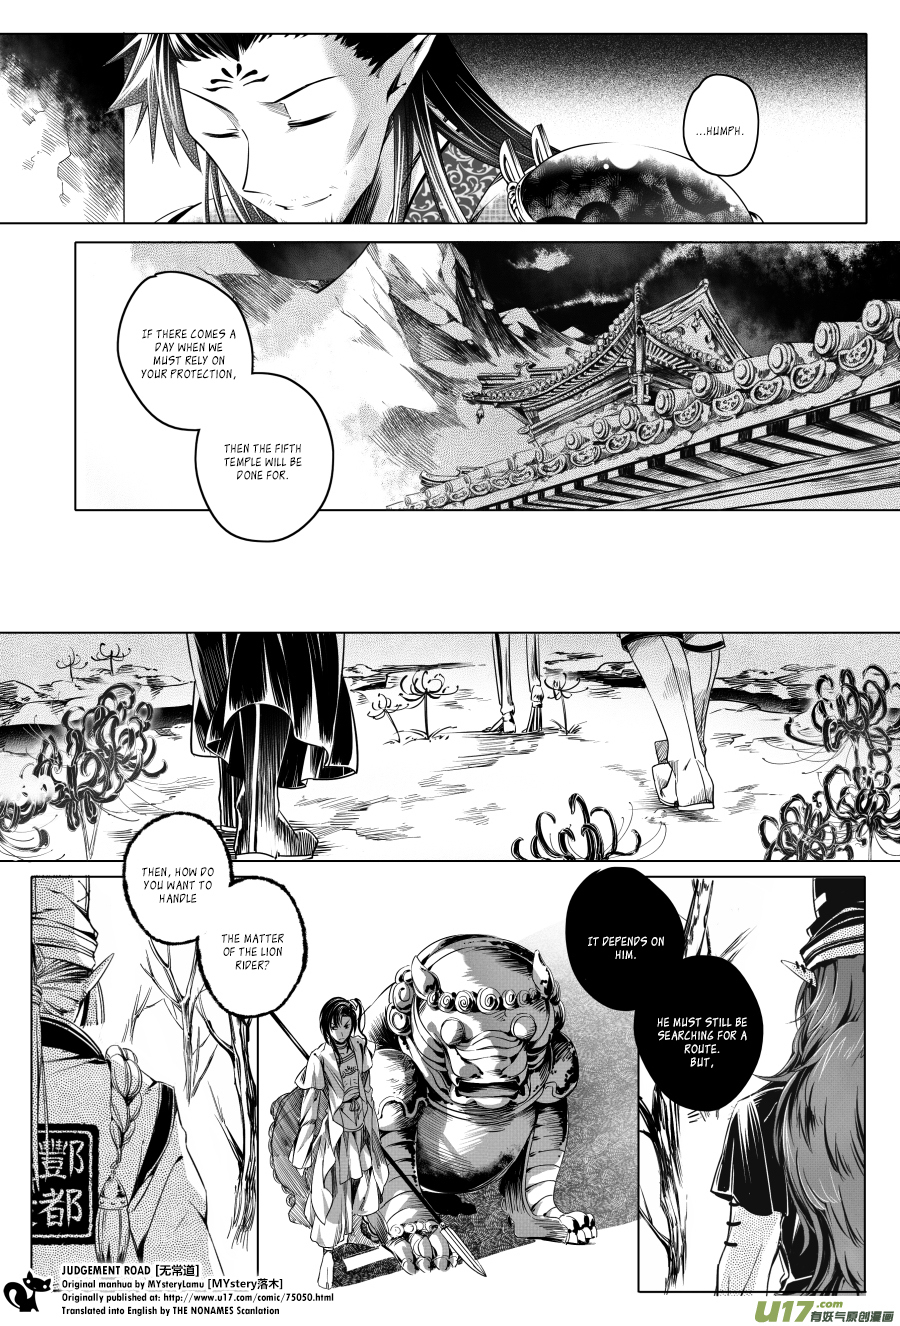 ...HUMPH.
IF THERE COMES A
DAY WHEN WE
MUST RELY ON
YOUR PROTECTION,
THEN THE FIFTH
TEMPLE WILL BE
DONE FOR.
THEN, HOW DO
YOU WANT TO
HANDLE
THE MATTER
OF THE LION
RIDER?
IT DEPENDS ON
HIM.
HE MUST STILL BE
SEARCHING FOR A
ROUTE.
BUT,
酆
都
JUDGEMENT ROAD [无常道]
Original manhua by MYsteryLamu [MYstery落木]
Originally published at: http://www.u17.com/comic/75050.html
Translated into English by THE NONAMES Scanlation
U17.com
有妖气原创漫画